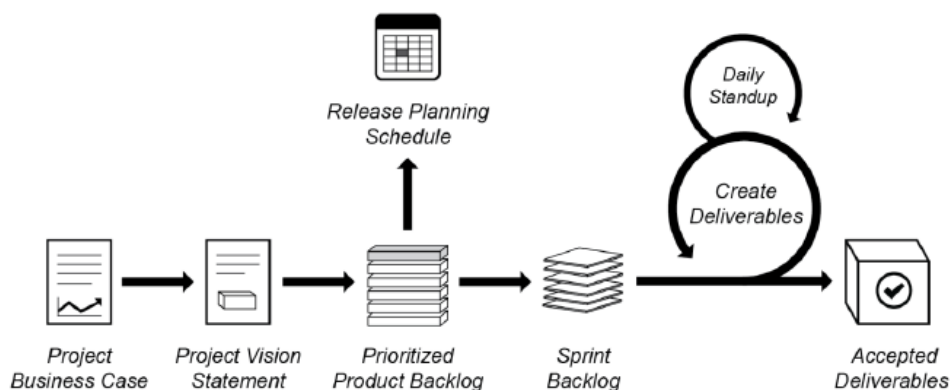 Release Planning
Schedule
Daily
Standup
Create
Deliverables
Project
Business Case
Project Vision
Statement
Prioritized
Product Backlog
Sprint
Backlog
Accepted
Deliverables